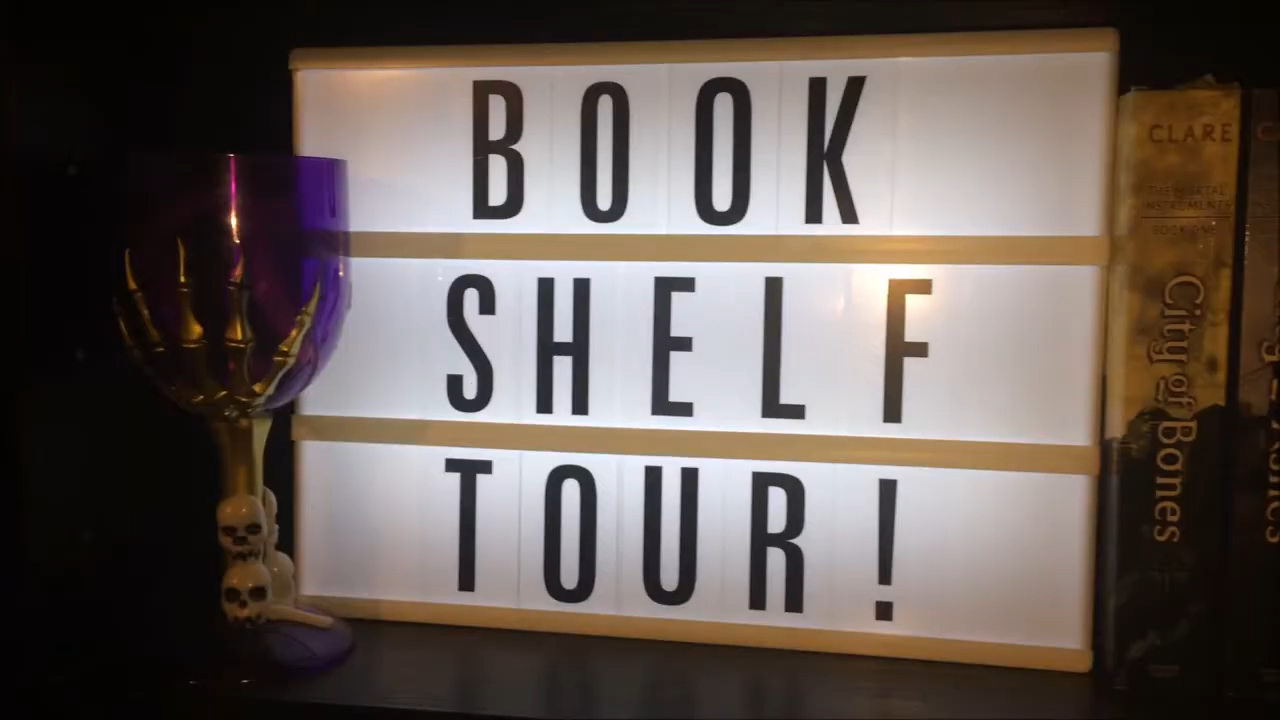 BOOK
SHELF
TOUR!
CLARE
THE MORTAL
INSTRUMENTS
BOOK ONE
City of Bones